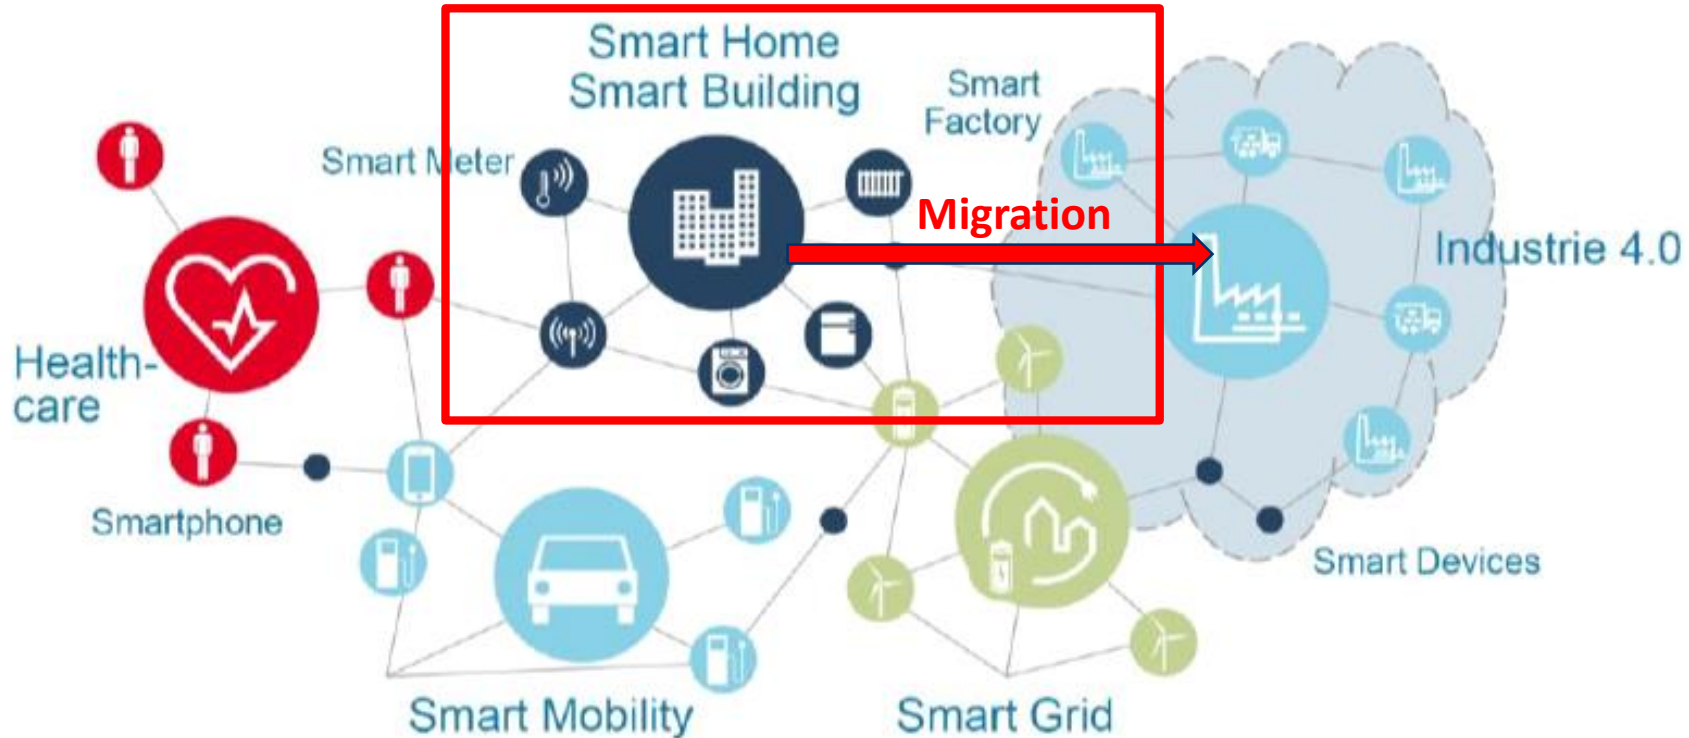 Smart Home
Smart Building
Smart
Factory
Smart Meter
Migration
Industrie 4.0
Health-
care
Smartphone
Smart Devices
Smart Mobility
Smart Grid